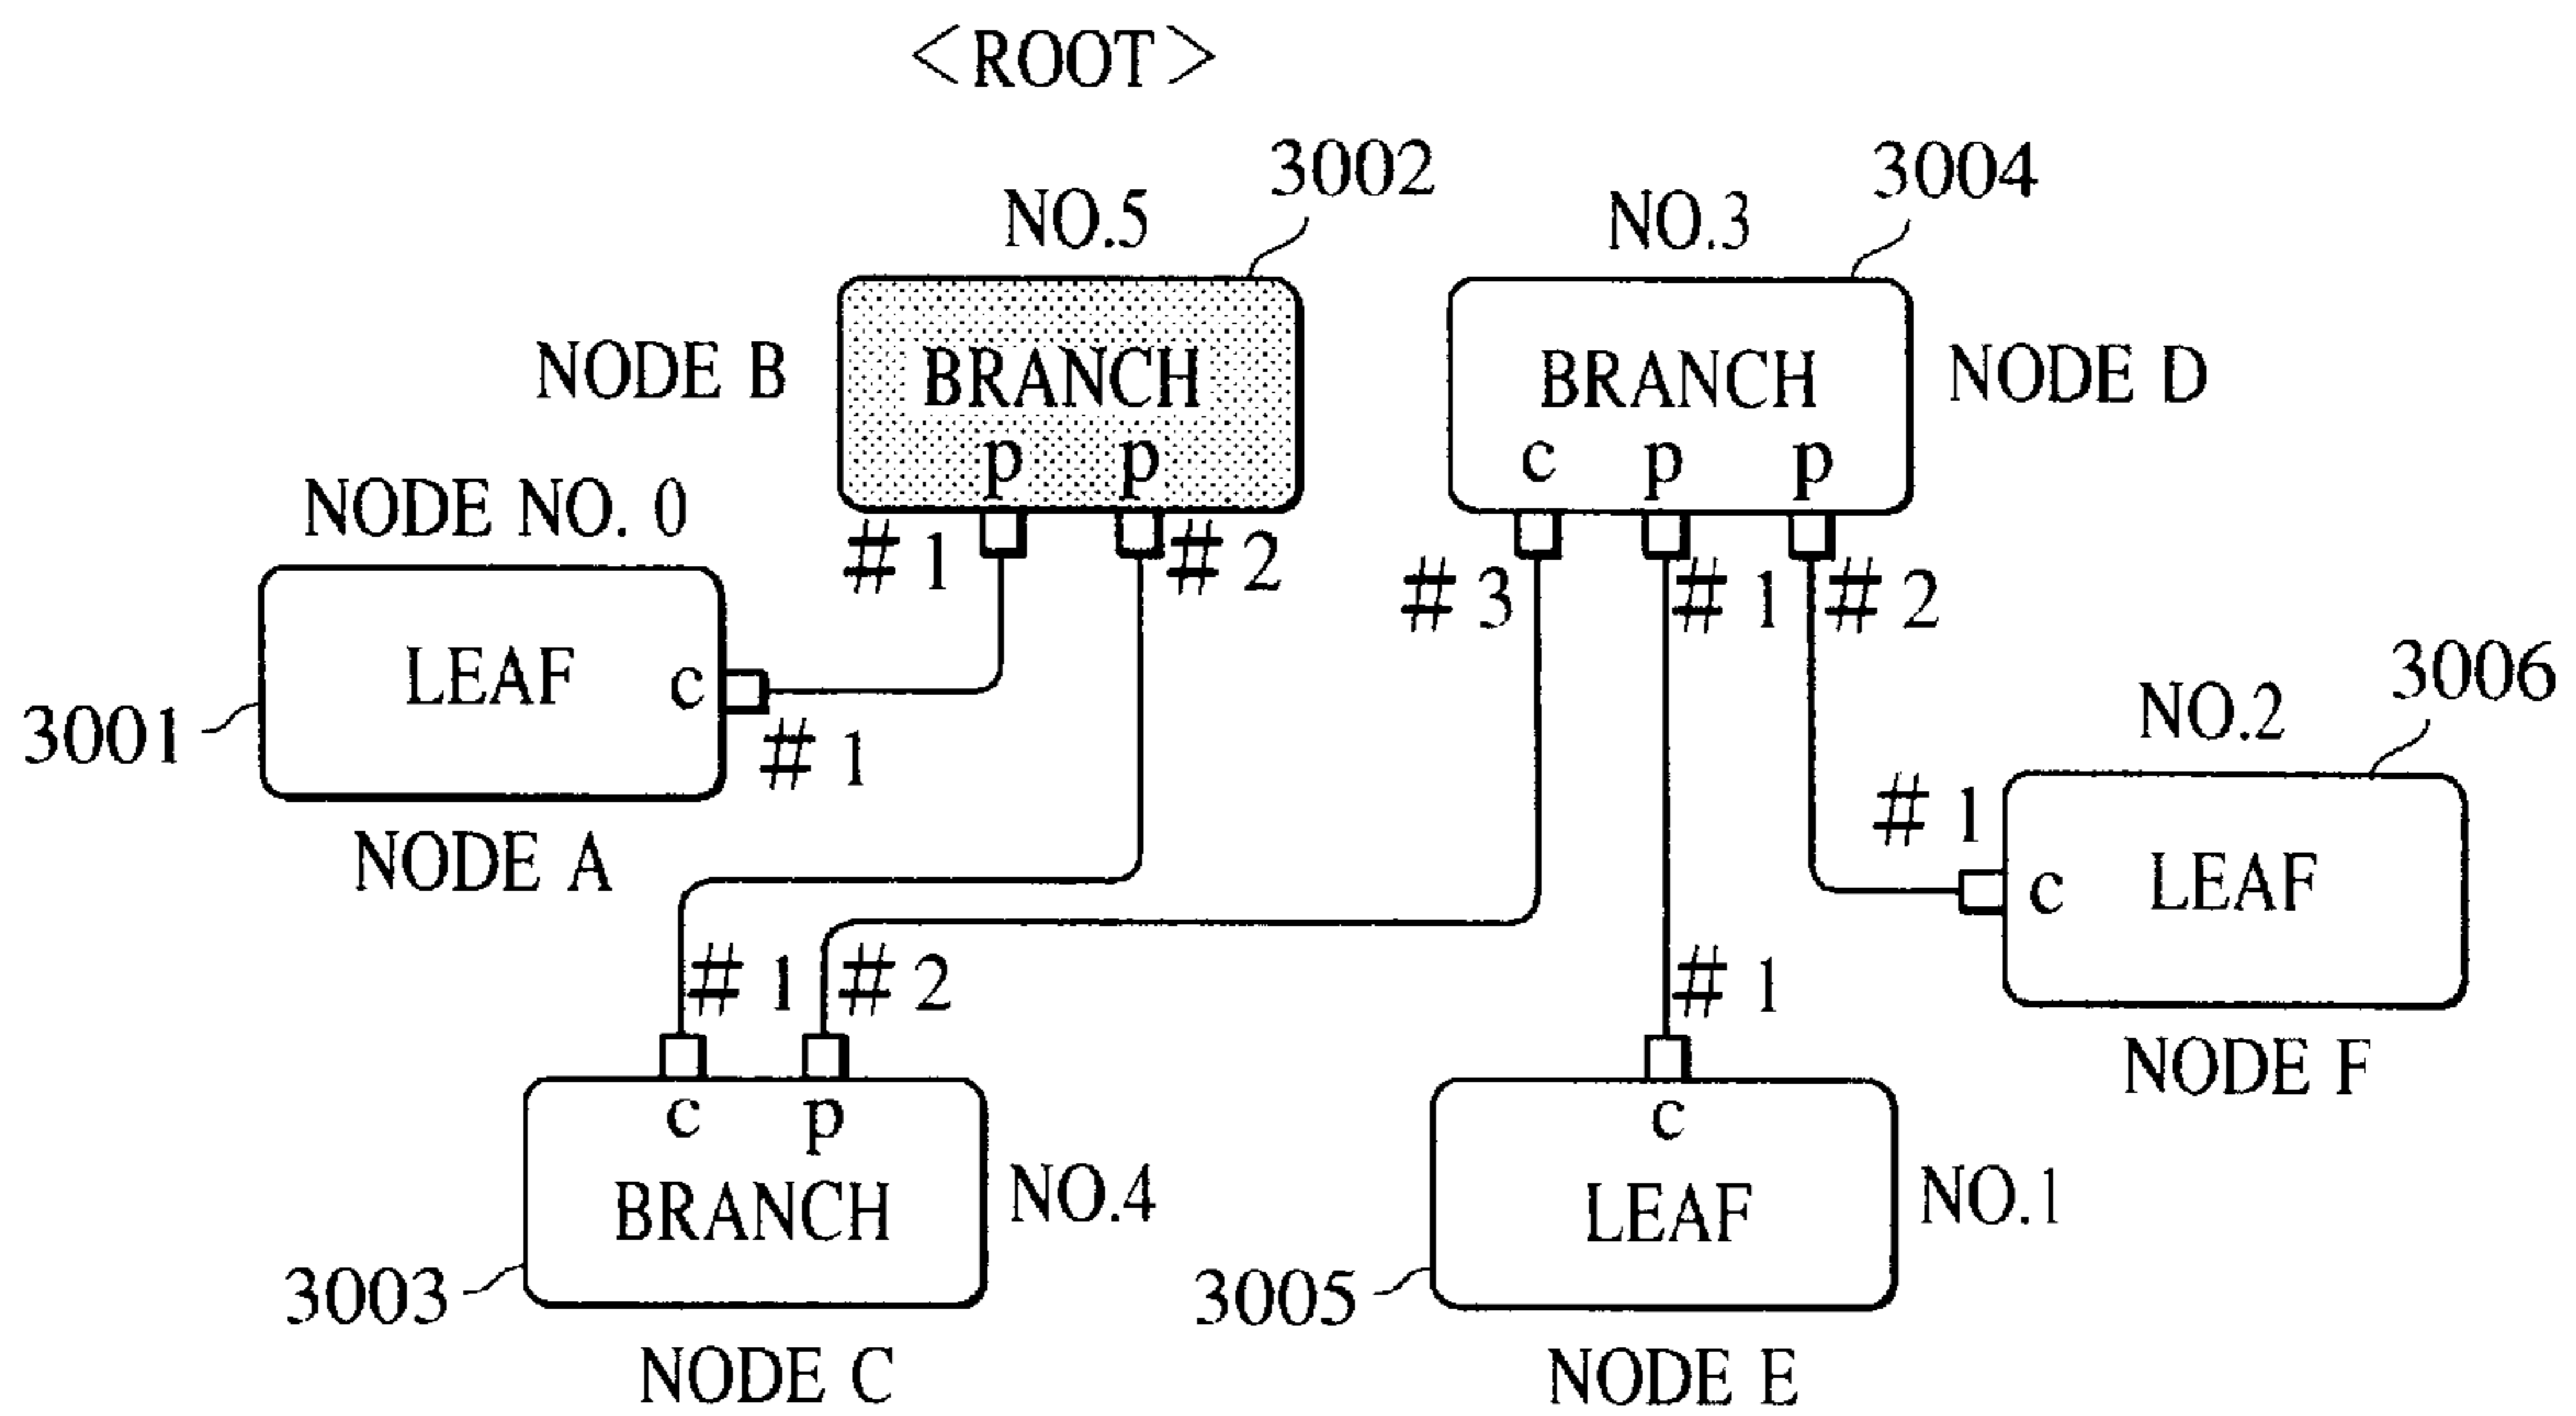 <ROOT>
3002
3004
NO.5
NO.3
NODE B
BRANCH
p p
BRANCH
c p p
NODE D
NODE NO. 0
#1
#2
#3
#1
#2
LEAF
c
3001
#1
NODE A
3006
NO.2
#1
c
LEAF
NODE F
#1
#2
#1
c p
BRANCH
NO.4
3003
NODE C
c
LEAF
NO.1
3005
NODE E